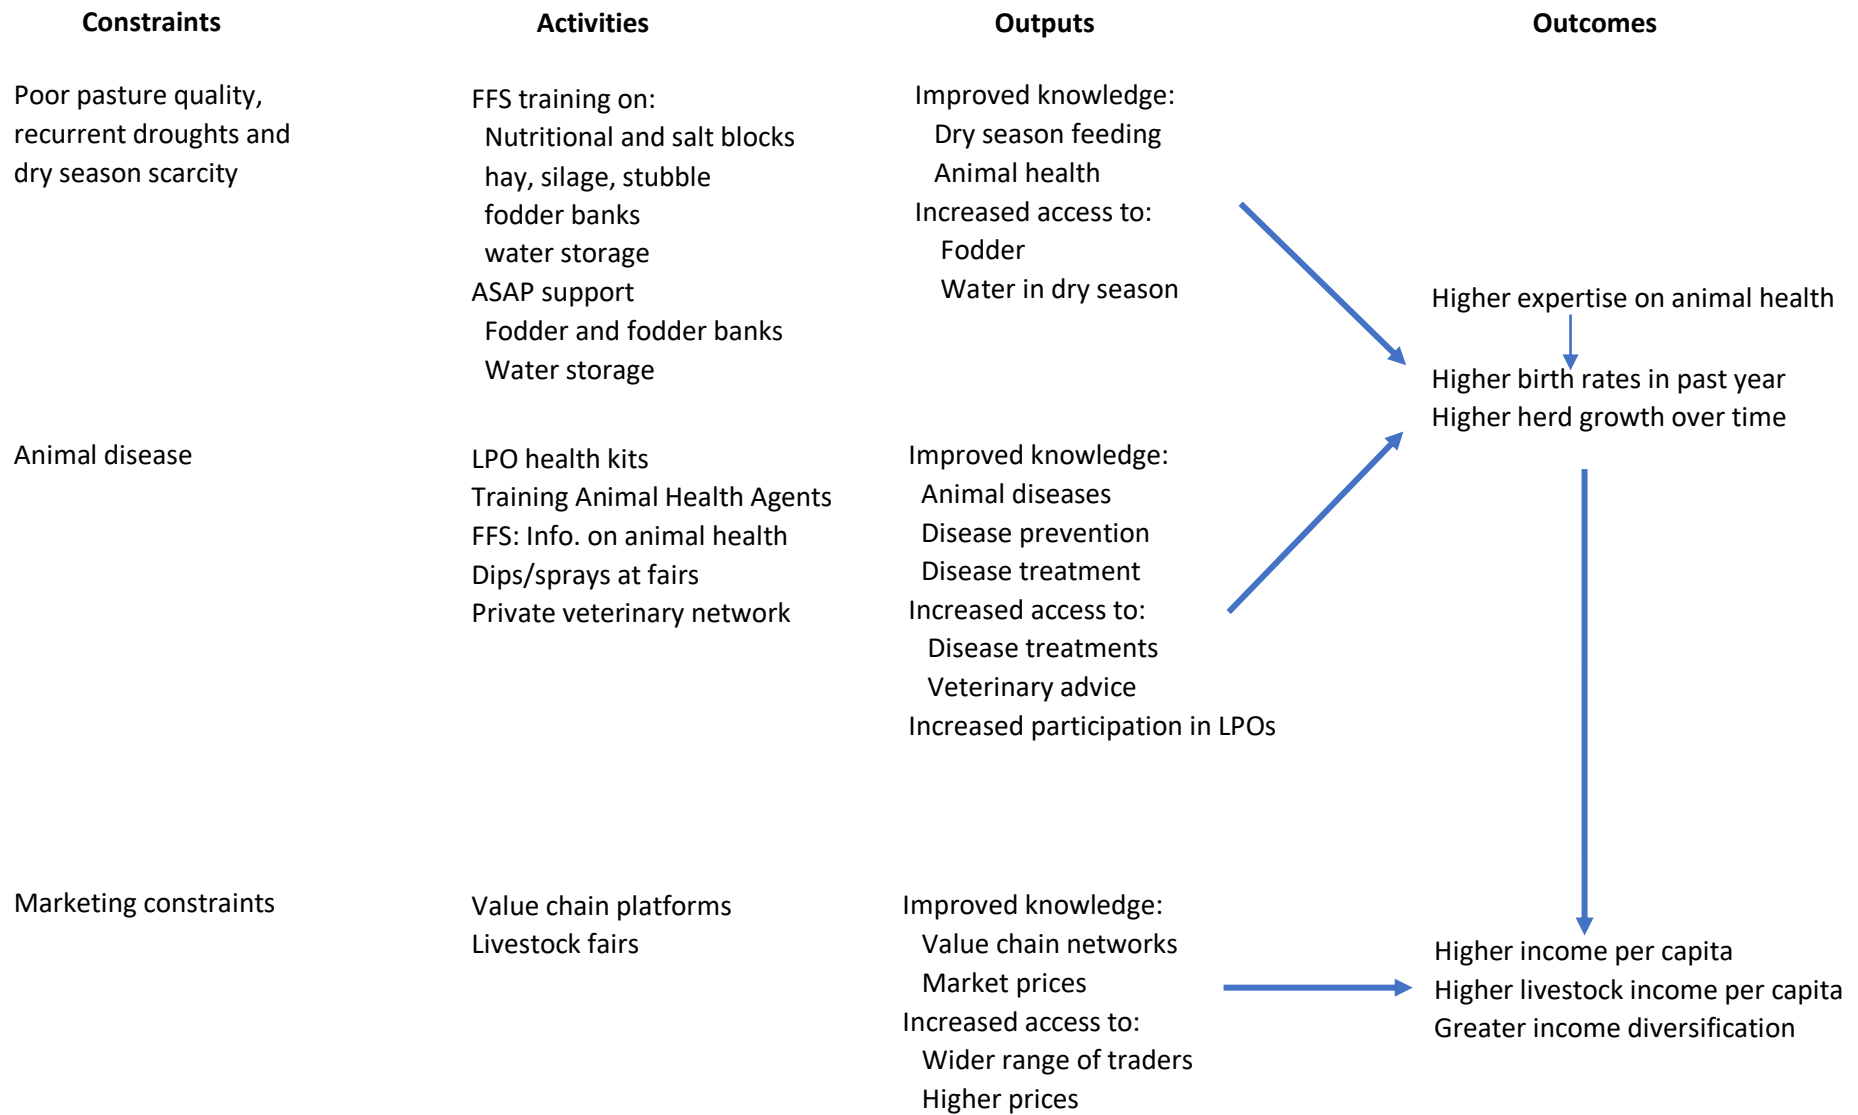 Constraints
Activities
Outputs
Outcomes
Poor pasture quality,
recurrent droughts and
dry season scarcity
FFS training on:
Nutritional and salt blocks
hay, silage, stubble
fodder banks
water storage
ASAP support
Fodder and fodder banks
Water storage
Improved knowledge:
Dry season feeding
Animal health
Increased access to:
Fodder
Water in dry season
Higher expertise on animal health
Higher birth rates in past year
Higher herd growth over time
Animal disease
LPO health kits
Training Animal Health Agents
FFS: Info. on animal health
Dips/sprays at fairs
Private veterinary network
Improved knowledge:
Animal diseases
Disease prevention
Disease treatment
Increased access to:
Disease treatments
Veterinary advice
Increased participation in LPOs
Marketing constraints
Value chain platforms
Livestock fairs
Improved knowledge:
Value chain networks
Market prices
Increased access to:
Wider range of traders
Higher prices
Higher income per capita
Higher livestock income per capita
Greater income diversification